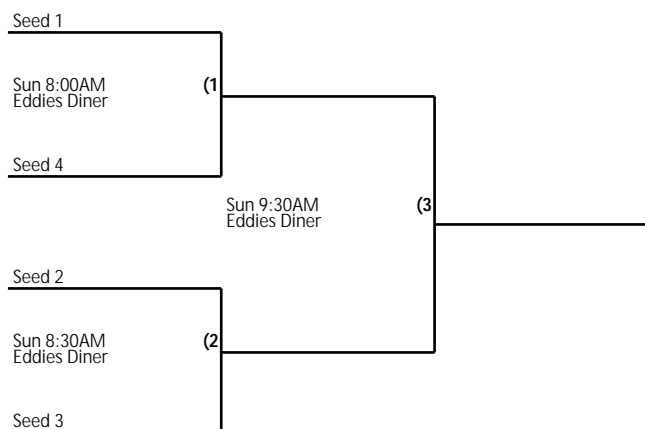 Seed 1
Sun 8:00AM
Eddies Diner
(1
Seed 4
Sun 9:30AM
Eddies Diner
(3
Seed 2
Sun 8:30AM
Eddies Diner
(2
Seed 3